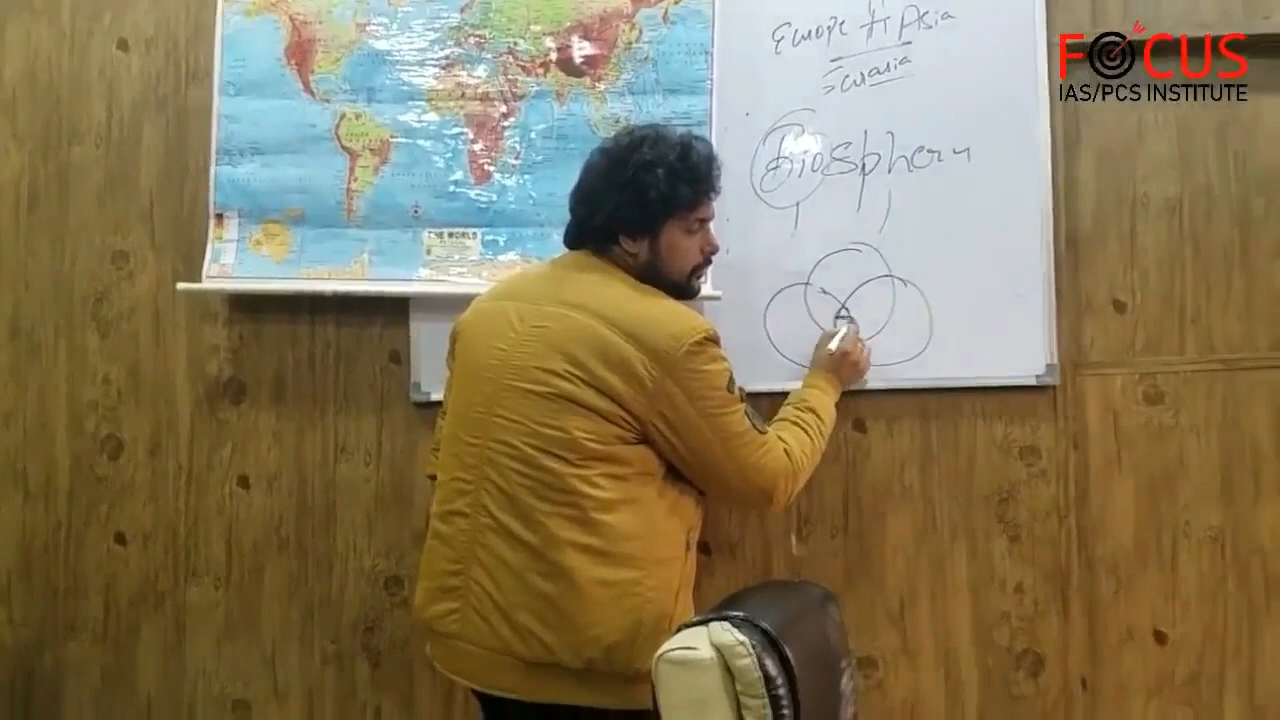 Europe + Asia
= Eurasia
Biosphere
FOCUS
IAS/PCS INSTITUTE
THE WORLD